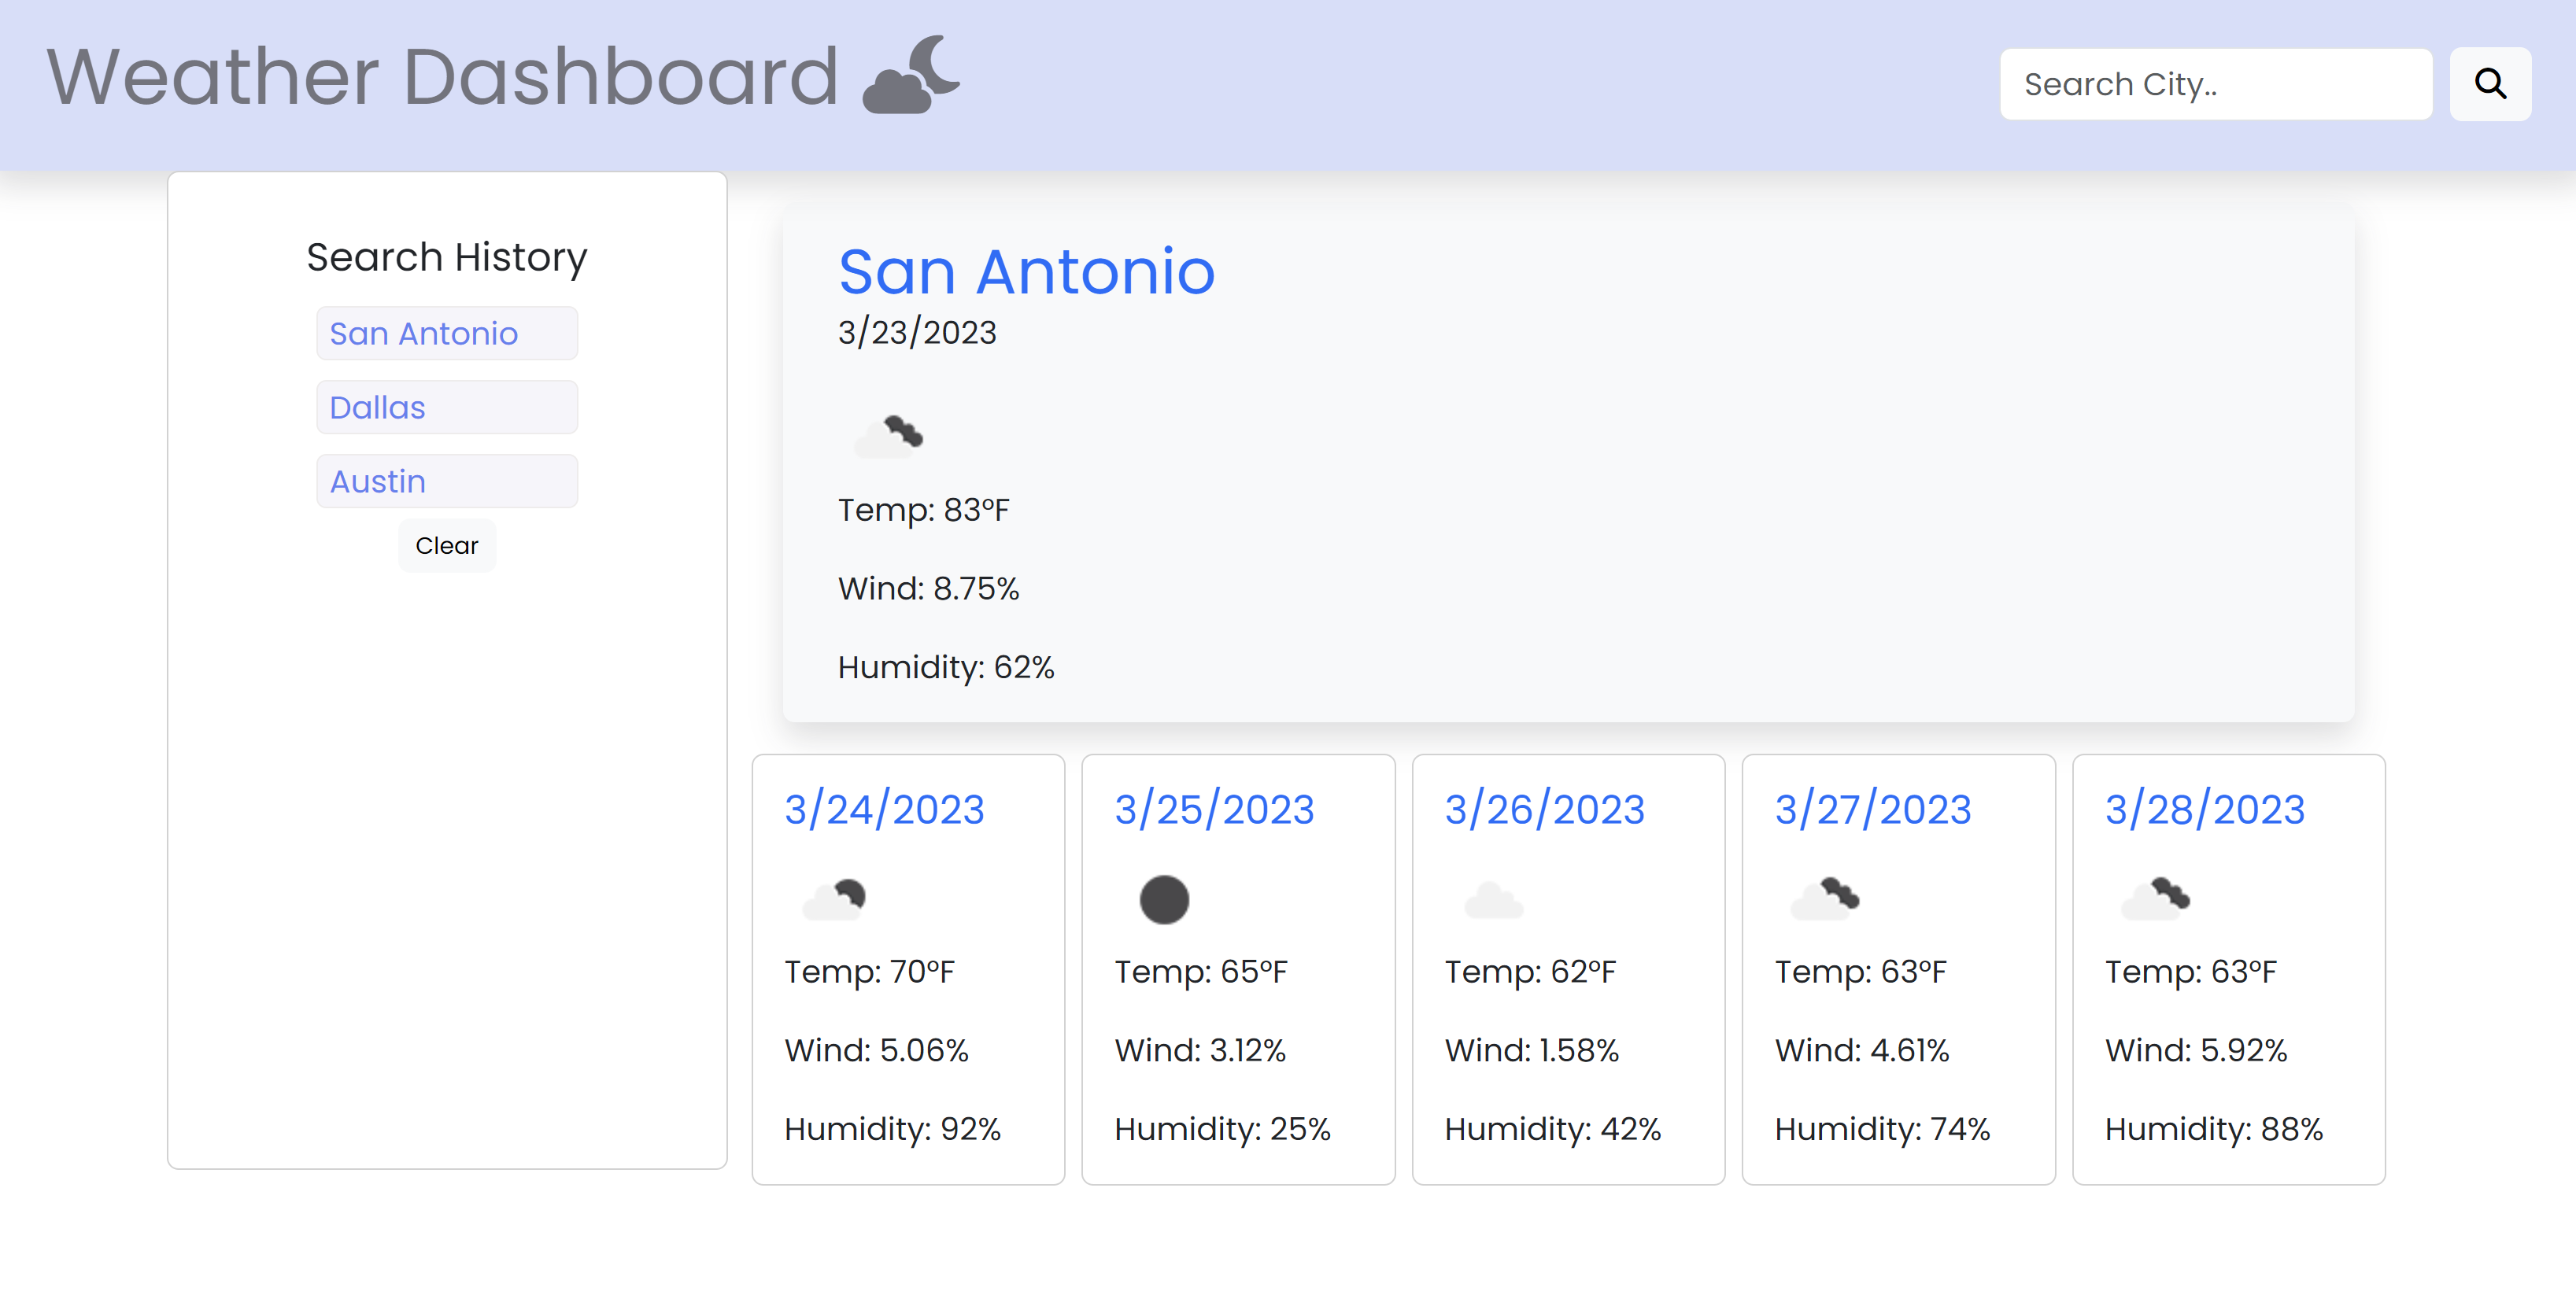 Weather Dashboard
Search City..
Search History
San Antonio
Dallas
Austin
Clear
San Antonio
3/23/2023
Temp: 83°F
Wind: 8.75%
Humidity: 62%
3/24/2023
Temp: 70°F
Wind: 5.06%
Humidity: 92%
3/25/2023
Temp: 65°F
Wind: 3.12%
Humidity: 25%
3/26/2023
Temp: 62°F
Wind: 1.58%
Humidity: 42%
3/27/2023
Temp: 63°F
Wind: 4.61%
Humidity: 74%
3/28/2023
Temp: 63°F
Wind: 5.92%
Humidity: 88%